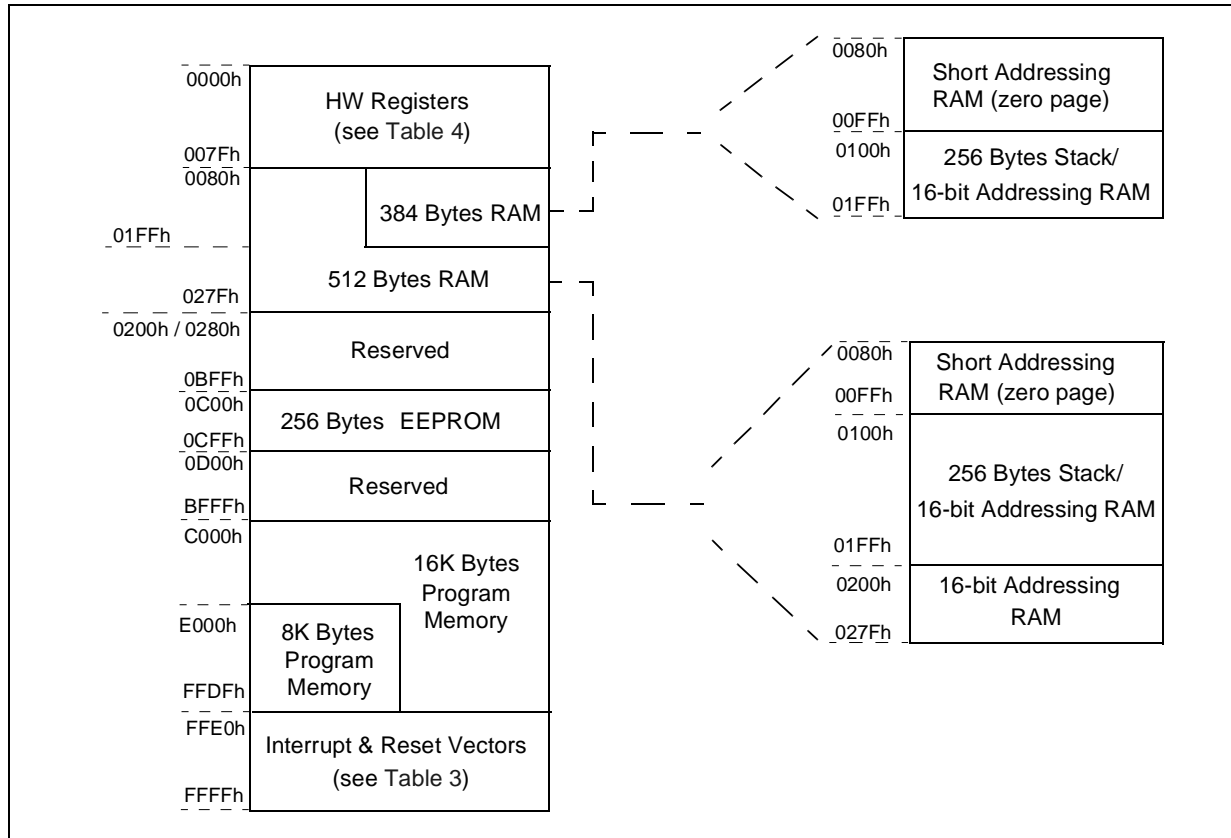 0000h
HW Registers
(see Table 4)
007Fh
0080h
384 Bytes RAM
01FFh
512 Bytes RAM
027Fh
0200h / 0280h
Reserved
0BFFh
0C00h
256 Bytes EEPROM
0CFFh
0D00h
Reserved
BFFFh
C000h
16K Bytes
Program
Memory
E000h
8K Bytes
Program
Memory
FFDFh
FFE0h
Interrupt & Reset Vectors
(see Table 3)
FFFFh
0080h
Short Addressing
RAM (zero page)
00FFh
0100h
256 Bytes Stack/
16-bit Addressing RAM
01FFh
0080h
Short Addressing
RAM (zero page)
00FFh
0100h
256 Bytes Stack/
16-bit Addressing RAM
01FFh
0200h
16-bit Addressing
RAM
027Fh